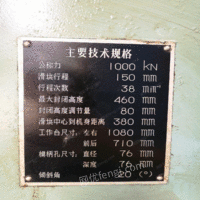 主要技术规格
公称力 1000 KN
滑块行程 150 mm
行程次数 38 min⁻¹
最大封闭高度 460 mm
封闭高度调节量 80 mm
滑块中心到机身距离 380 mm
工作台尺寸: 左右 1080 mm
前后 710 mm
模柄孔尺寸: 直径 76 mm
深度 76 mm
倾斜角 20 (°)